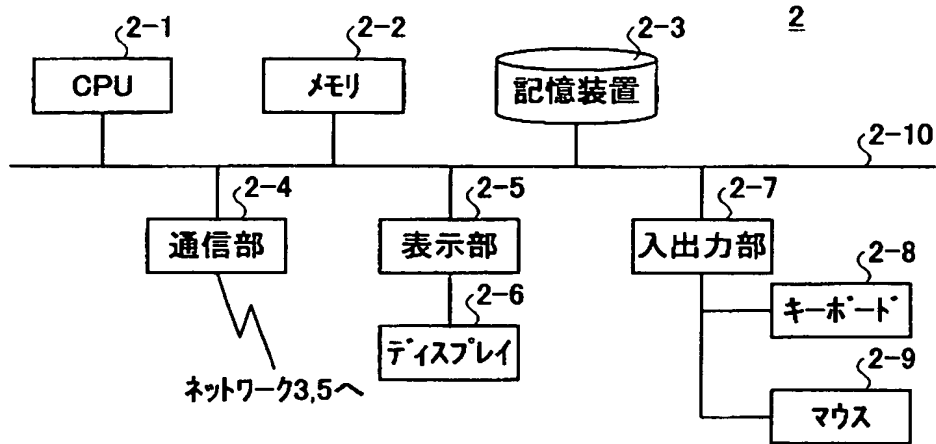 2
2-1
CPU
2-2
メモリ
2-3
記憶装置
2-10
2-4
通信部
2-5
表示部
2-7
入出力部
2-6
ディスプレイ
2-8
キーボード
2-9
マウス
ネットワーク3,5へ